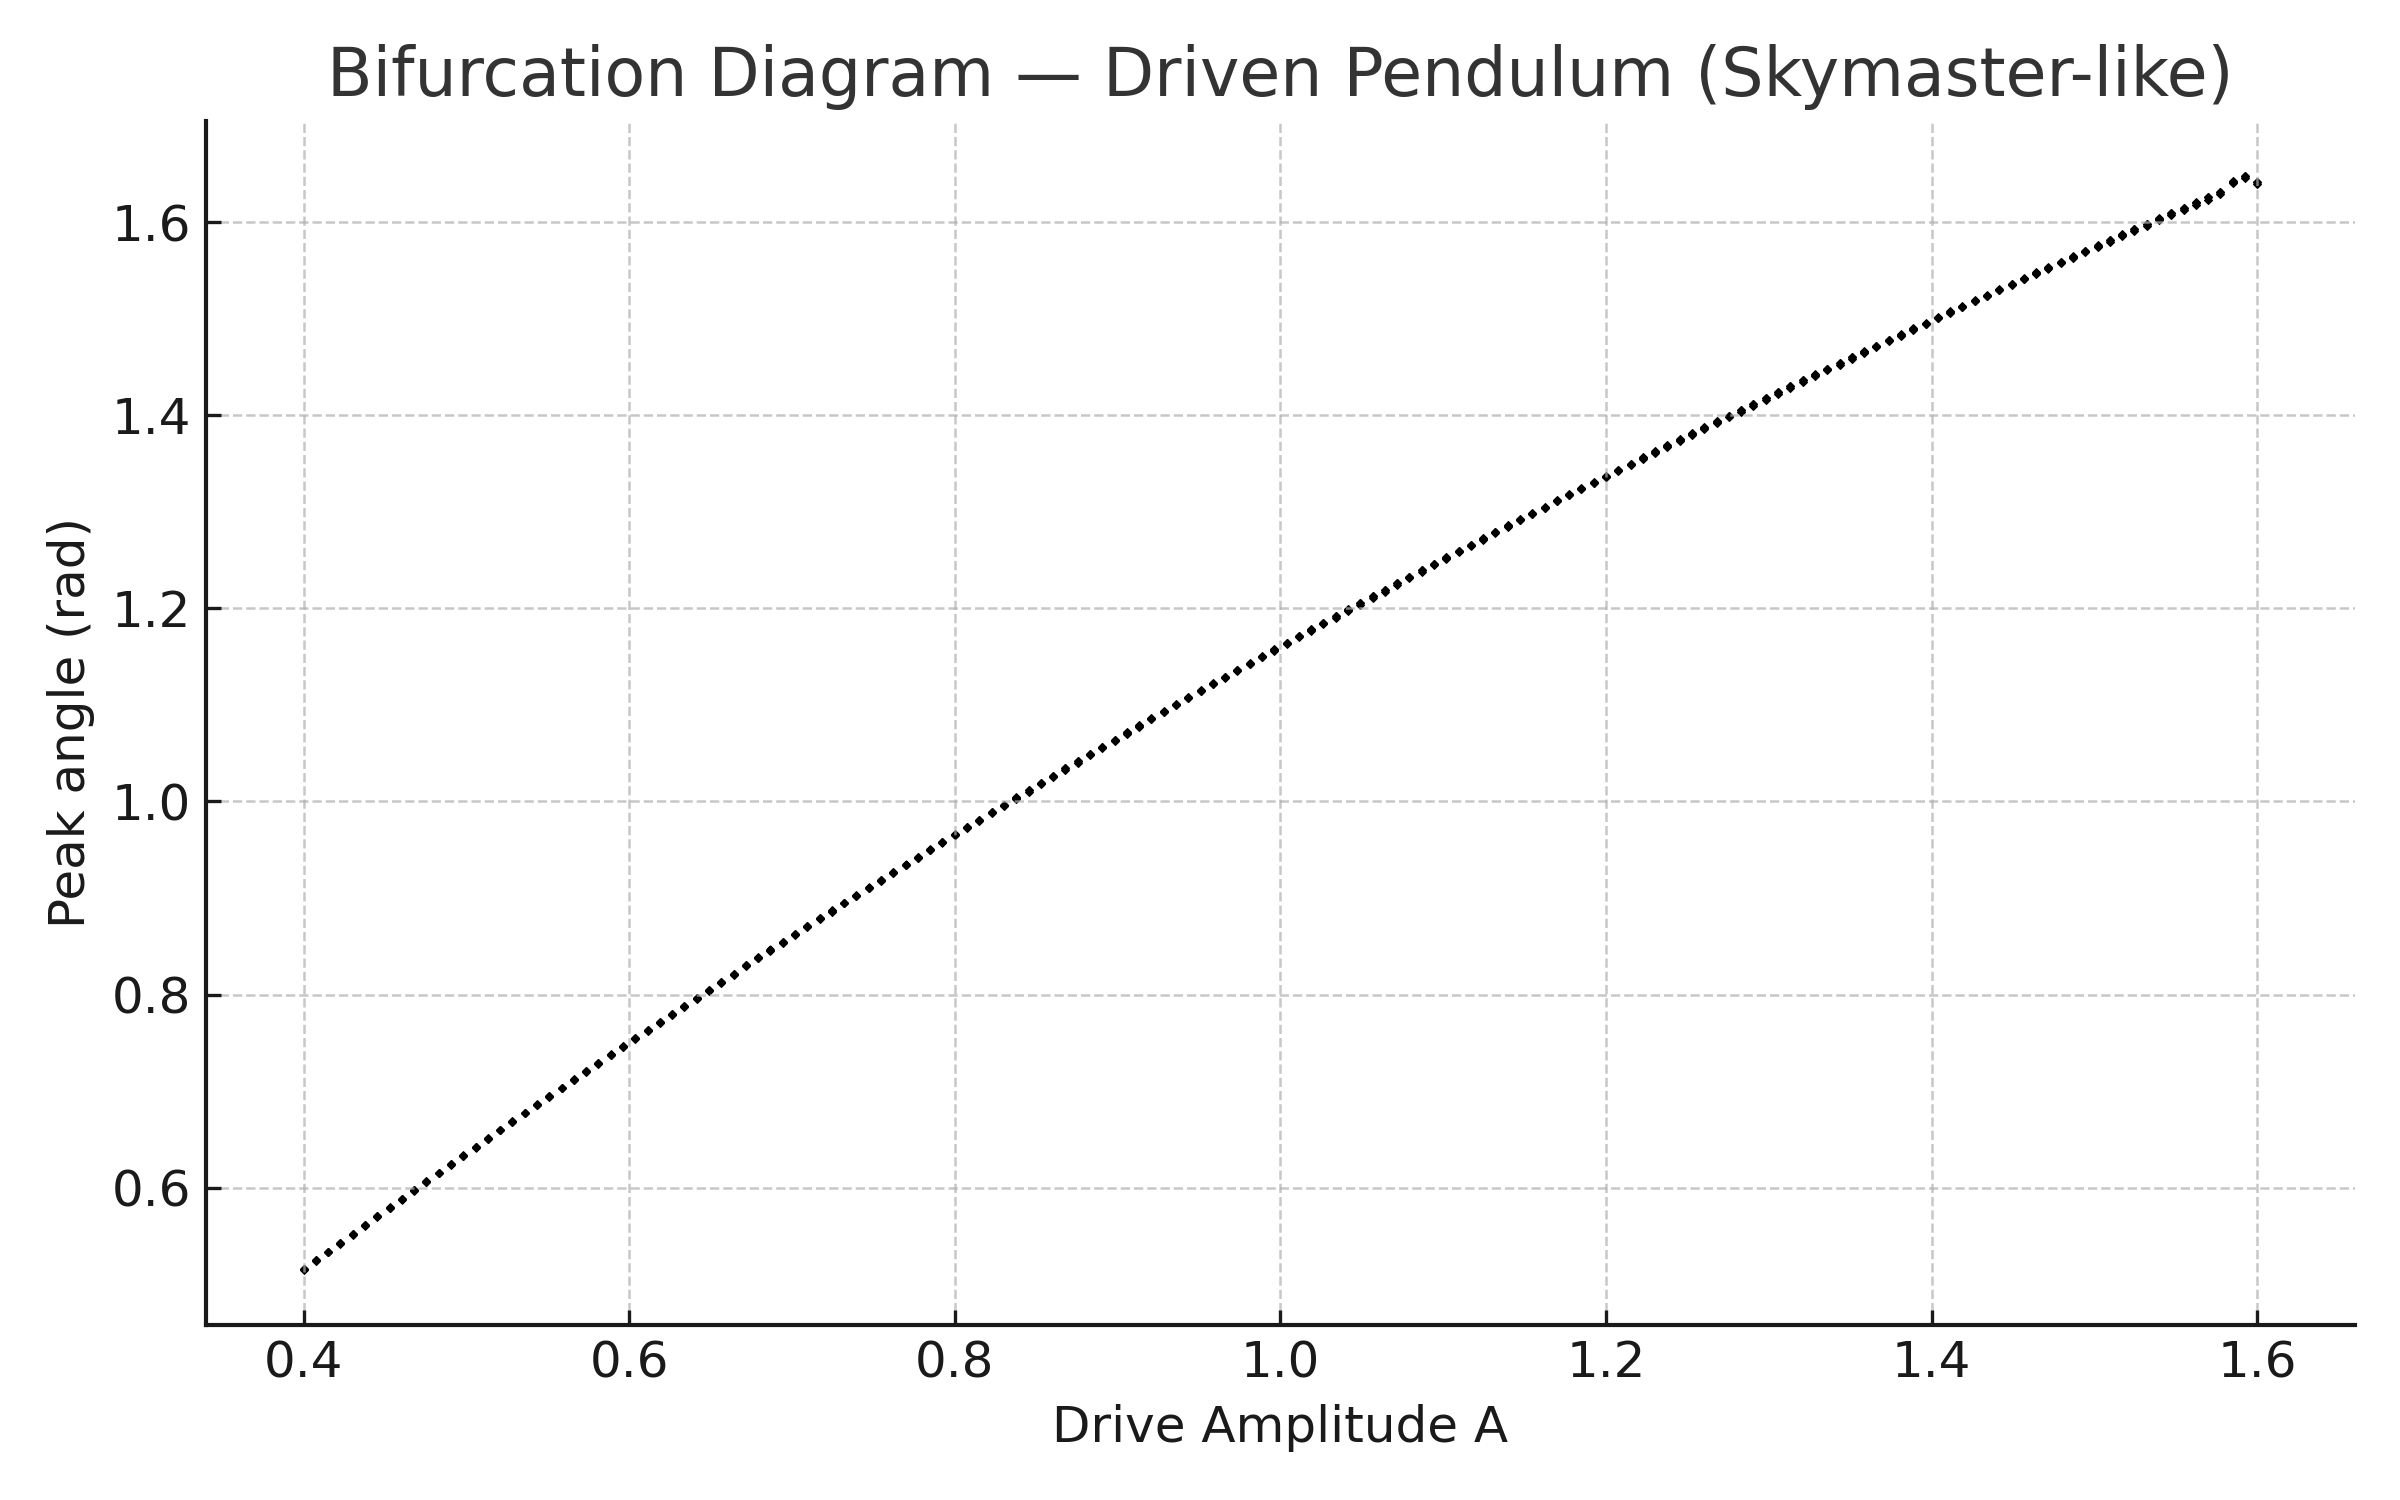 Bifurcation Diagram — Driven Pendulum (Skymaster-like)
Peak angle (rad)
1.6
1.4
1.2
1.0
0.8
0.6
0.4 0.6 0.8 1.0 1.2 1.4 1.6
Drive Amplitude A